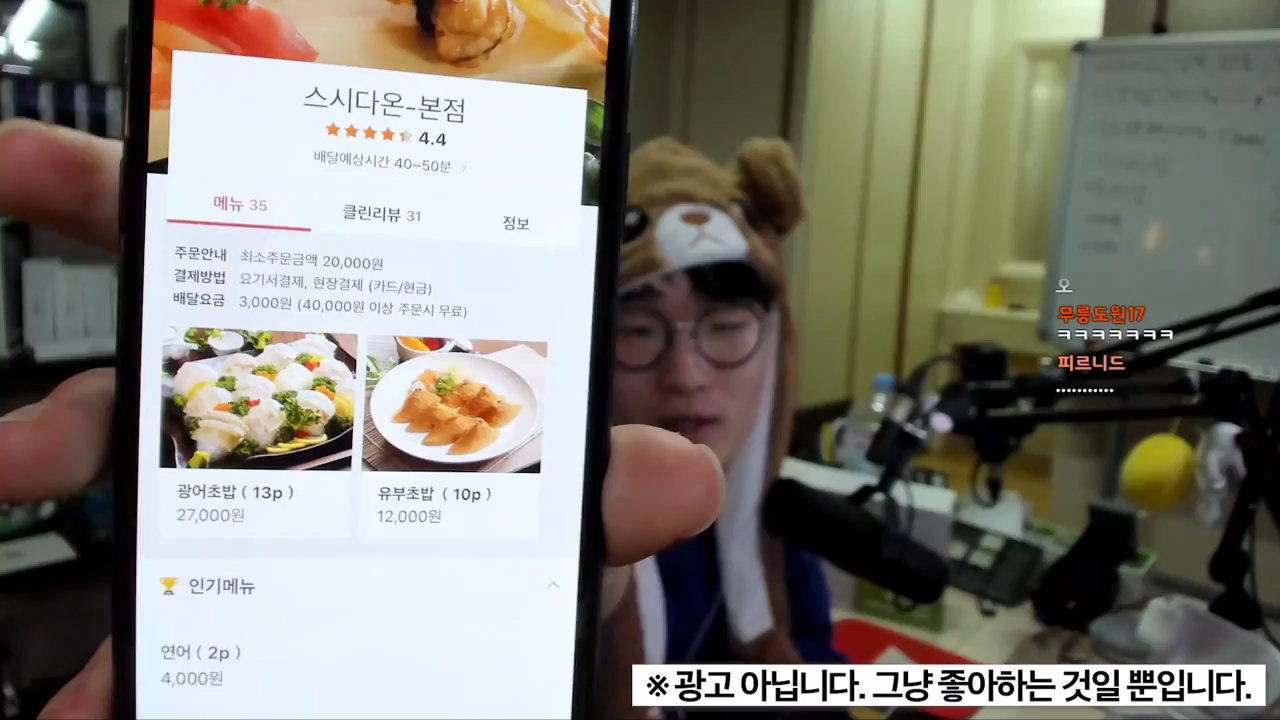 스시다온-본점
4.4
배달예상시간 40~50분 ?
메뉴 35
클린리뷰 31
정보
주문안내 최소주문금액 20,000원
결제방법 요기서결제, 현장결제 (카드/현금)
배달요금 3,000원 (40,000원 이상 주문시 무료)
광어초밥 ( 13p )
27,000원
유부초밥 ( 10p )
12,000원
인기메뉴
연어 ( 2p )
4,000원
오
무릉도원17
ㅋㅋㅋㅋㅋㅋㅋ
피르니드
...........
※ 광고 아닙니다. 그냥 좋아하는 것일 뿐입니다.